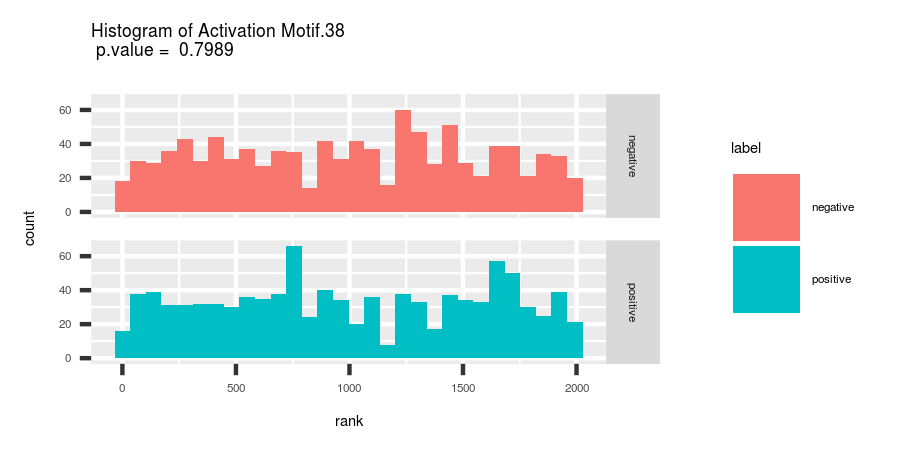 Histogram of Activation Motif.38
p.value =  0.7989
60
40
20
0
negative
60
40
20
0
positive
0 500 1000 1500 2000
count
rank
label
negative
positive